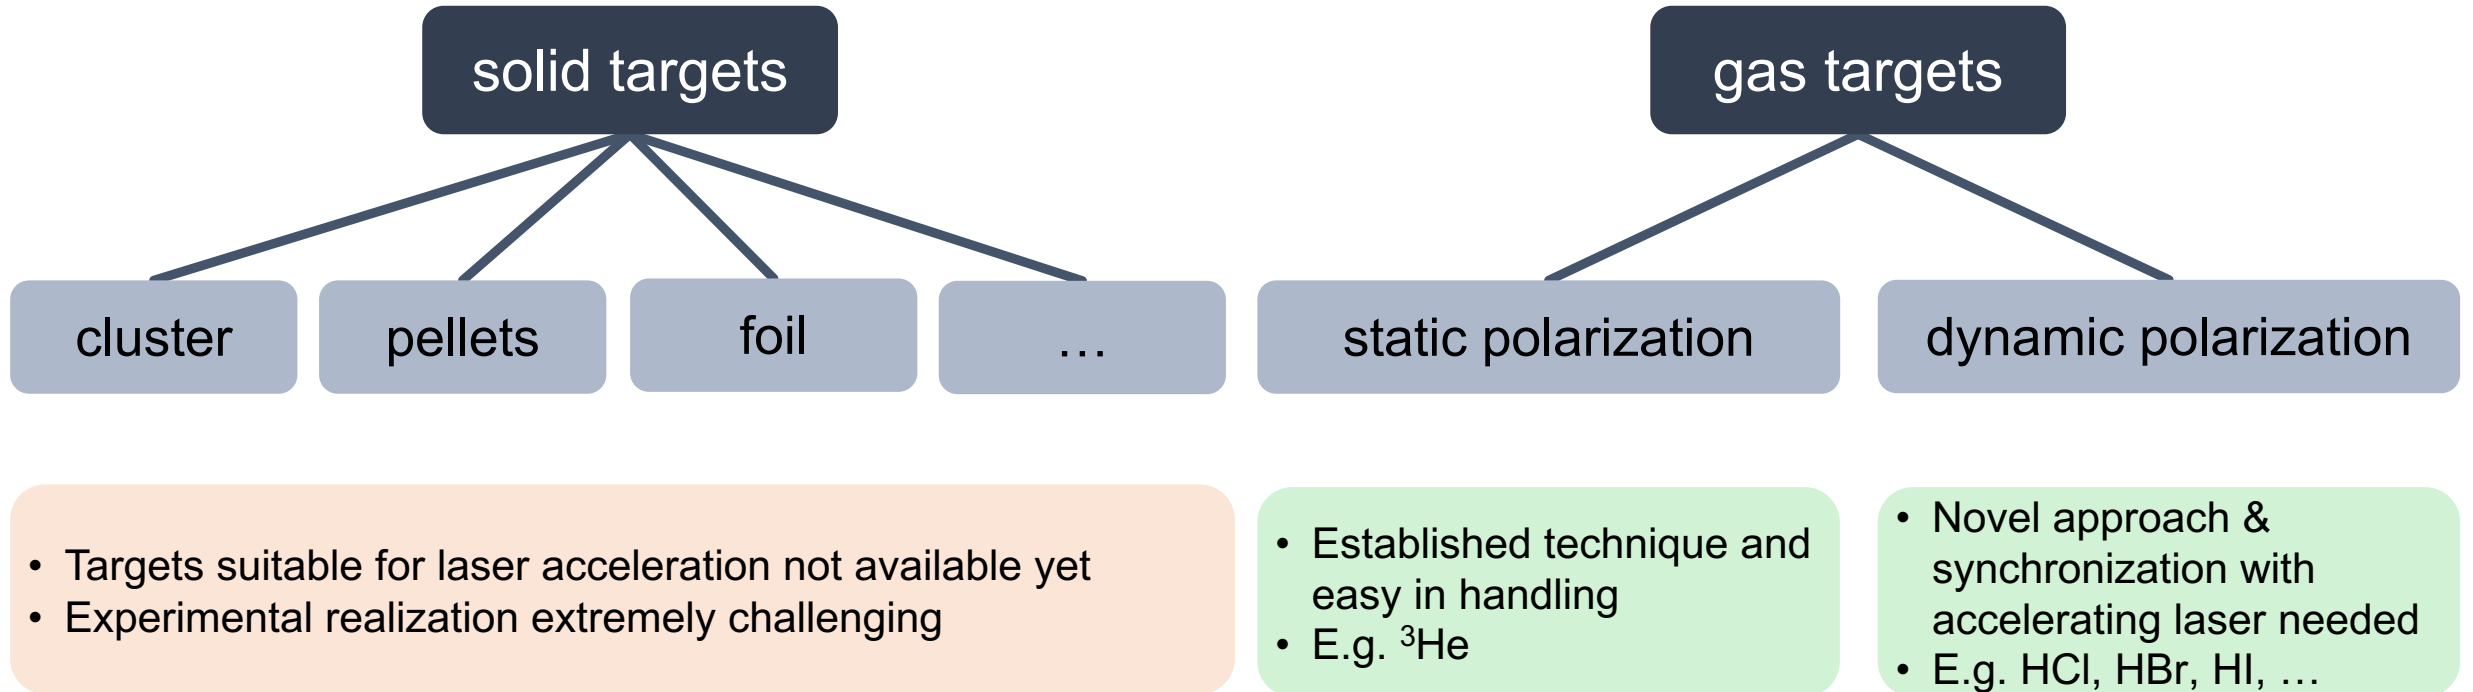 solid targets
gas targets
cluster
pellets
foil
…
static polarization
dynamic polarization
• Targets suitable for laser acceleration not available yet
• Experimental realization extremely challenging
• Established technique and
easy in handling
• E.g. ³He
• Novel approach &
synchronization with
accelerating laser needed
• E.g. HCl, HBr, HI, …